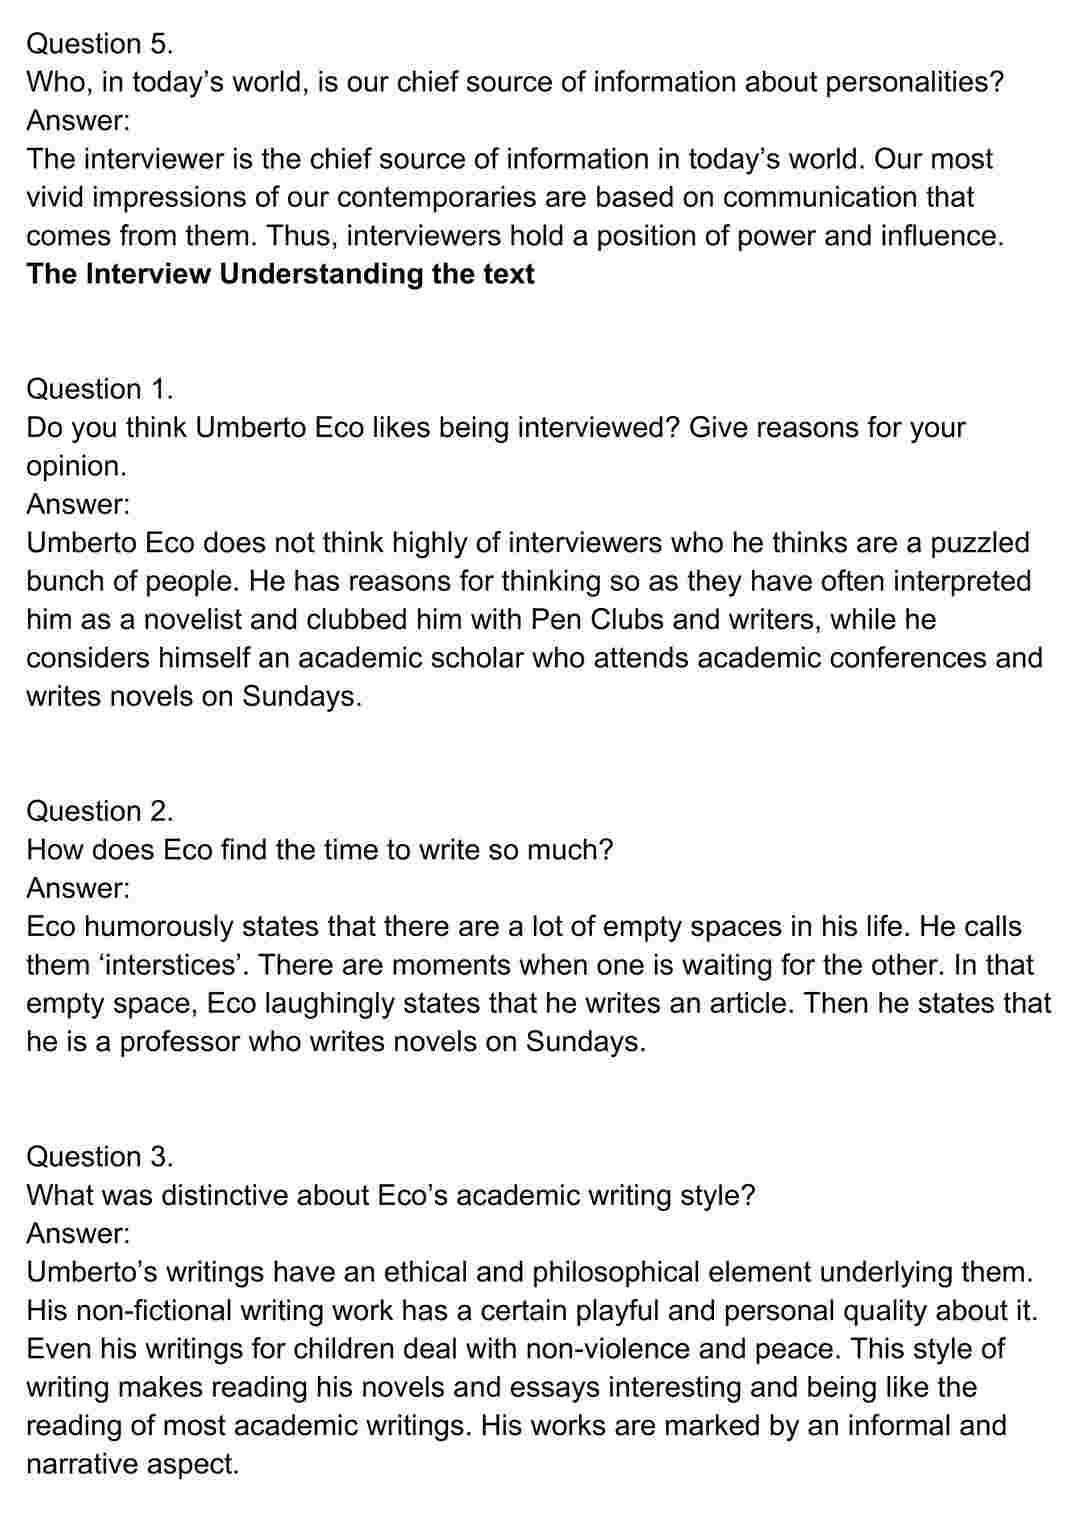 Question 5.
Who, in today’s world, is our chief source of information about personalities?
Answer:
The interviewer is the chief source of information in today’s world. Our most
vivid impressions of our contemporaries are based on communication that
comes from them. Thus, interviewers hold a position of power and influence.
The Interview Understanding the text
Question 1.
Do you think Umberto Eco likes being interviewed? Give reasons for your
opinion.
Answer:
Umberto Eco does not think highly of interviewers who he thinks are a puzzled
bunch of people. He has reasons for thinking so as they have often interpreted
him as a novelist and clubbed him with Pen Clubs and writers, while he
considers himself an academic scholar who attends academic conferences and
writes novels on Sundays.
Question 2.
How does Eco find the time to write so much?
Answer:
Eco humorously states that there are a lot of empty spaces in his life. He calls
them ‘interstices’. There are moments when one is waiting for the other. In that
empty space, Eco laughingly states that he writes an article. Then he states that
he is a professor who writes novels on Sundays.
Question 3.
What was distinctive about Eco’s academic writing style?
Answer:
Umberto’s writings have an ethical and philosophical element underlying them.
His non-fictional writing work has a certain playful and personal quality about it.
Even his writings for children deal with non-violence and peace. This style of
writing makes reading his novels and essays interesting and being like the
reading of most academic writings. His works are marked by an informal and
narrative aspect.